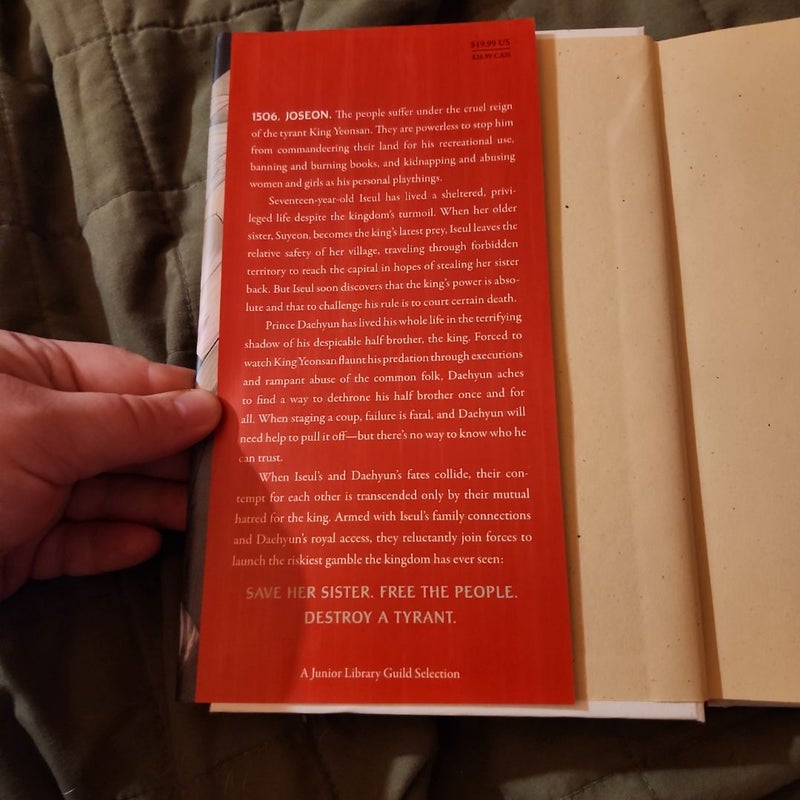 $19.99 US
$26.99 CAN
1506, JOSEON. The people suffer under the cruel reign
of the tyrant King Yeonsan. They are powerless to stop him
from commandeering their land for his recreational use,
banning and burning books, and kidnapping and abusing
women and girls as his personal playthings.
Seventeen-year-old Iseul has lived a sheltered, privi-
leged life despite the kingdom's turmoil. When her older
sister, Suyeon, becomes the king's latest prey, Iseul leaves the
relative safety of her village, traveling through forbidden
territory to reach the capital in hopes of stealing her sister
back. But Iseul soon discovers that the king's power is abso-
lute and that to challenge his rule is to court certain death.
Prince Daehyun has lived his whole life in the terrifying
shadow of his despicable half brother, the king. Forced to
watch King Yeonsan flaunt his predation through executions
and rampant abuse of the common folk, Daehyun aches
to find a way to dethrone his half brother once and for
all. When staging a coup, failure is fatal, and Daehyun will
need help to pull it off—but there's no way to know who he
can trust.
When Iseul's and Daehyun's fates collide, their con-
tempt for each other is transcended only by their mutual
hatred for the king. Armed with Iseul's family connections
and Daehyun's royal access, they reluctantly join forces to
launch the riskiest gamble the kingdom has ever seen:
SAVE HER SISTER. FREE THE PEOPLE.
DESTROY A TYRANT.
A Junior Library Guild Selection